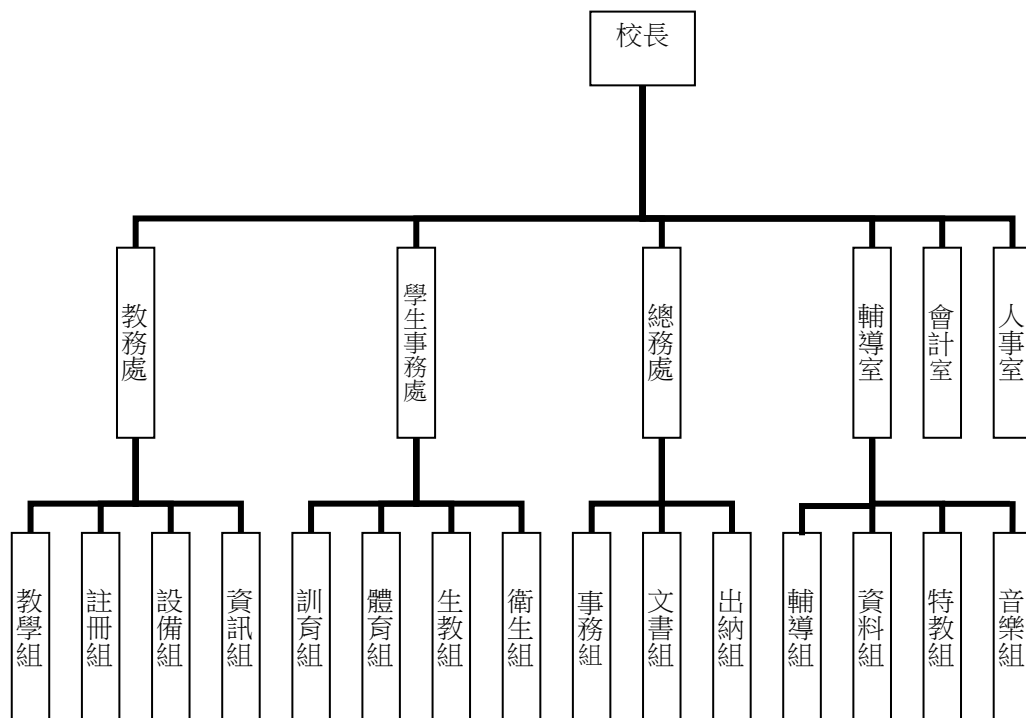 校長
教務處
學生事務處
總務處
輔導室
會計室
人事室
教學組
註冊組
設備組
資訊組
訓育組
體育組
生教組
衛生組
事務組
文書組
出納組
輔導組
資料組
特教組
音樂組